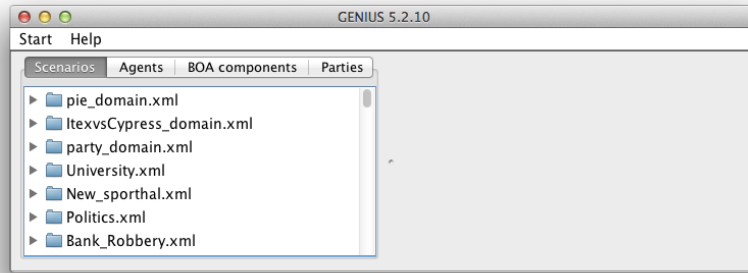 GENIUS 5.2.10
Start Help
Scenarios Agents BOA components Parties
pie_domain.xml
ItexvsCypress_domain.xml
party_domain.xml
University.xml
New_sporthal.xml
Politics.xml
Bank_Robbery.xml